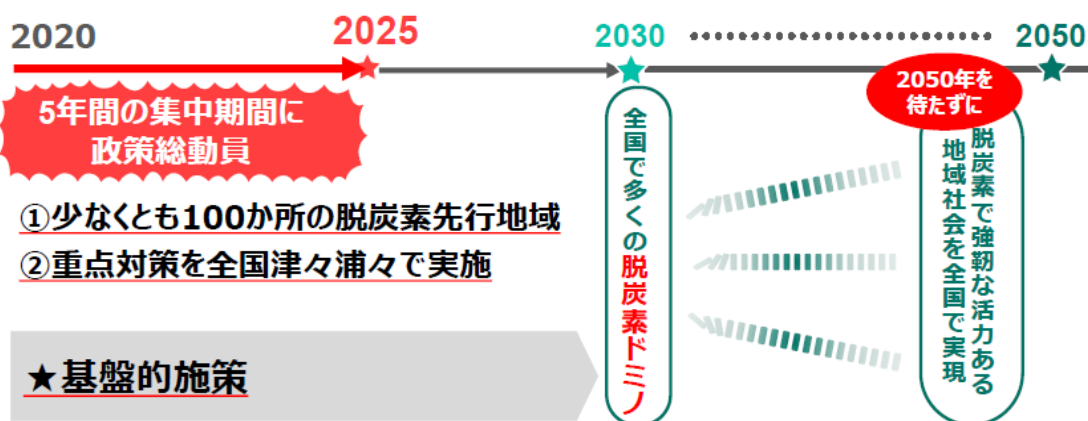 2020
2025
2030
2050
5年間の集中期間に
政策総動員
①少なくとも100か所の脱炭素先行地域
②重点対策を全国津々浦々で実施
★基盤的施策
全国で多くの脱炭素ドミノ
2050年を
待たずに
脱炭素で強靭な活力ある
地域社会を全国で実現